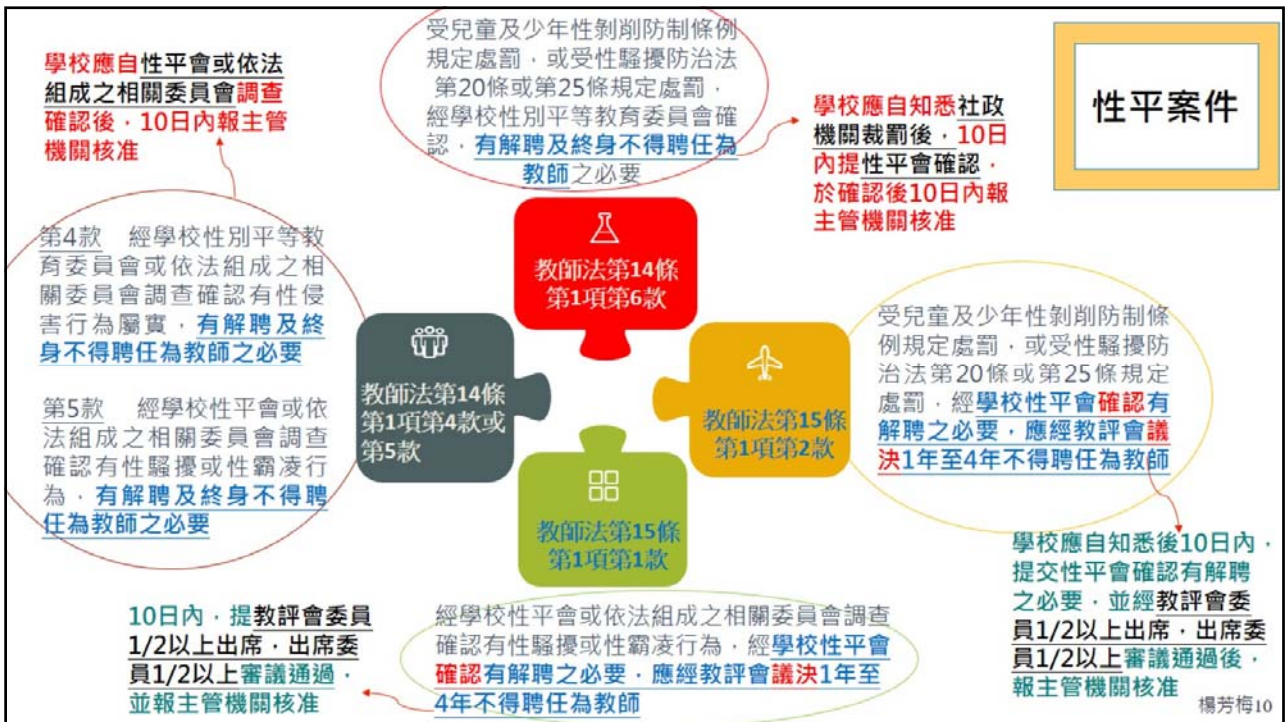 性平案件
學校應自性平會或依法
組成之相關委員會調查
確認後，10日內報主管
機關核准
受兒童及少年性剝削防制條例
規定處罰，或受性騷擾防治法
第20條或第25條規定處罰，
經學校性別平等教育委員會確
認，有解聘及終身不得聘任為
教師之必要
學校應自知悉社政
機關裁罰後，10日
內提性平會確認，
於確認後10日內報
主管機關核准
第4款　經學校性別平等教
育委員會或依法組成之相
關委員會調查確認有性侵
害行為屬實，有解聘及終
身不得聘任為教師之必要
第5款　經學校性平會或依
法組成之相關委員會調查
確認有性騷擾或性霸凌行
為，有解聘及終身不得聘
任為教師之必要
教師法第14條
第1項第6款
教師法第14條
第1項第4款或
第5款
教師法第15條
第1項第2款
教師法第15條
第1項第1款
受兒童及少年性剝削防制條
例規定處罰，或受性騷擾防
治法第20條或第25條規定
處罰，經學校性平會確認有
解聘之必要，應經教評會議
決1年至4年不得聘任為教師
學校應自知悉後10日內，
提交性平會確認有解聘
之必要，並經教評會委
員1/2以上出席，出席委
員1/2以上審議通過後，
報主管機關核准
10日內，提教評會委員
1/2以上出席，出席委
員1/2以上審議通過，
並報主管機關核准
經學校性平會或依法組成之相關委員會調查
確認有性騷擾或性霸凌行為，經學校性平會
確認有解聘之必要，應經教評會議決1年至
4年不得聘任為教師
楊芳梅10